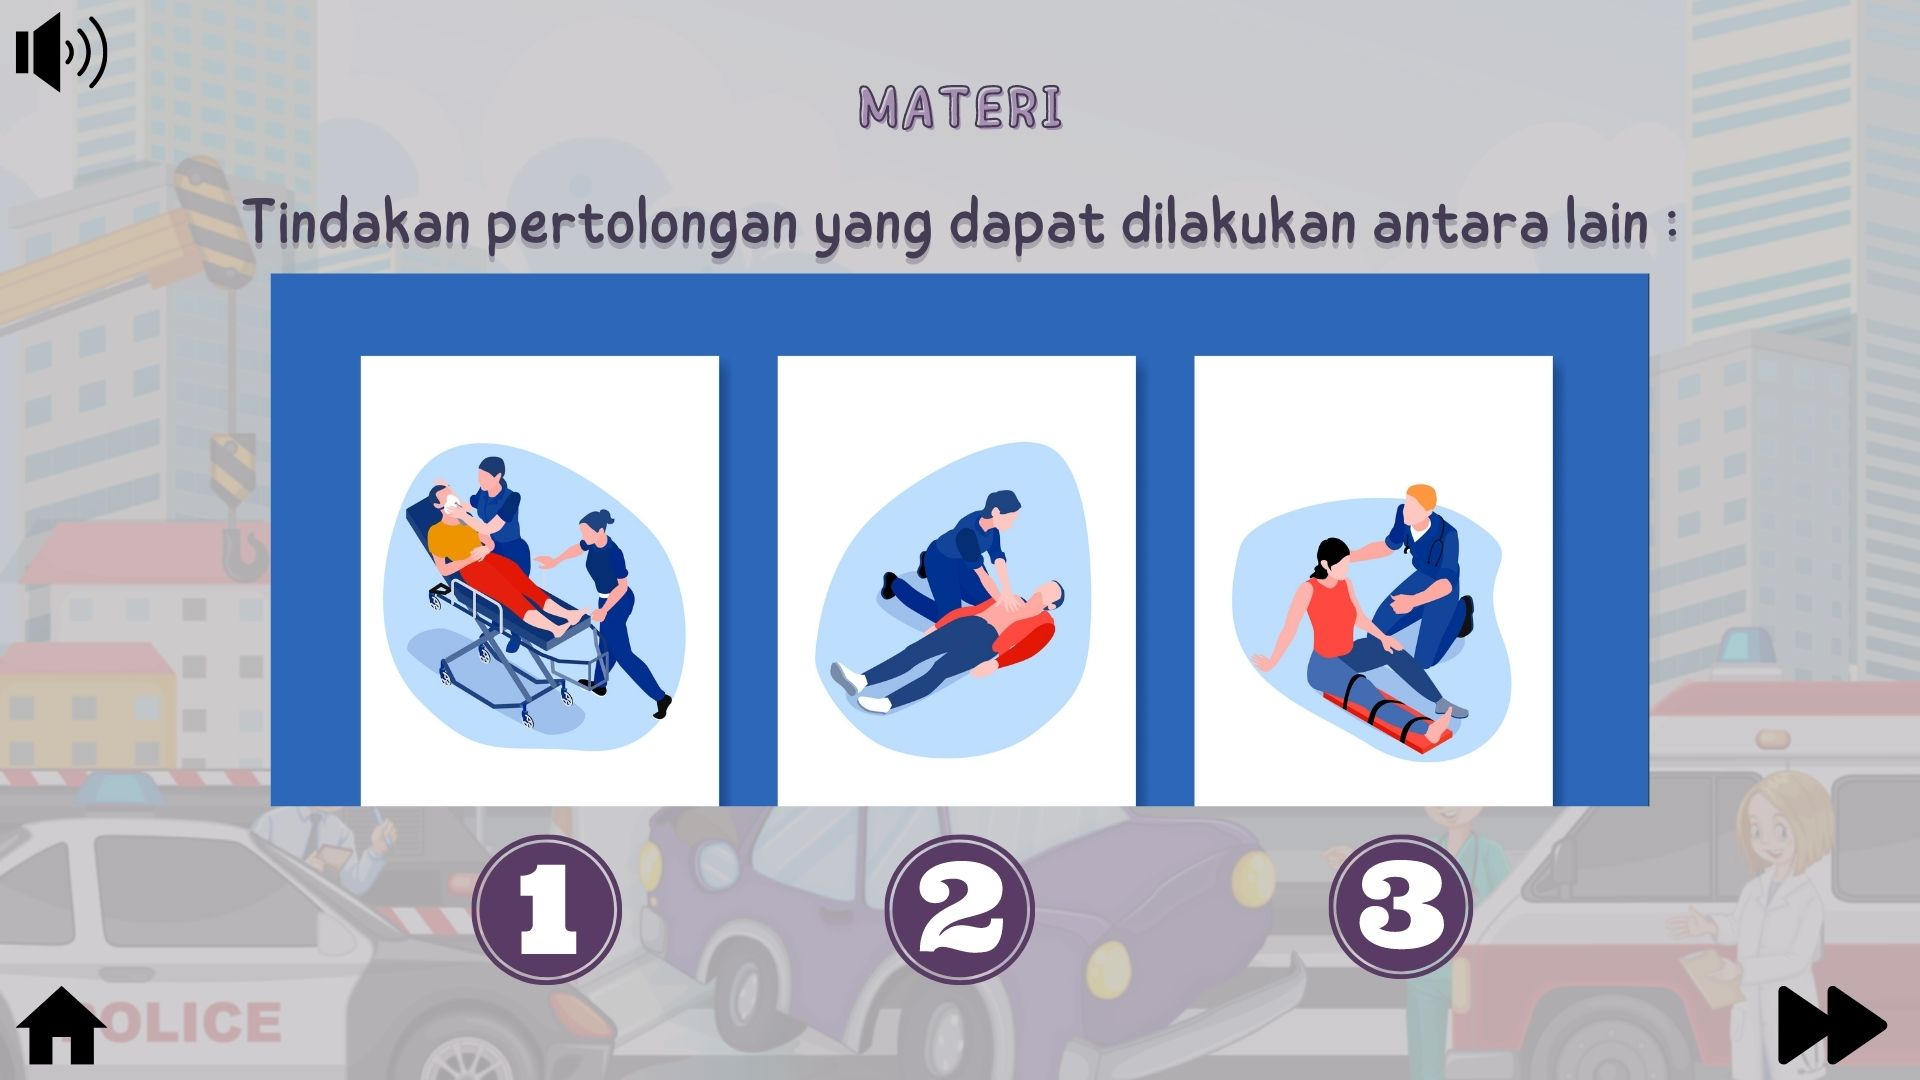 MATERI
Tindakan pertolongan yang dapat dilakukan antara lain :
1
2
3
POLICE